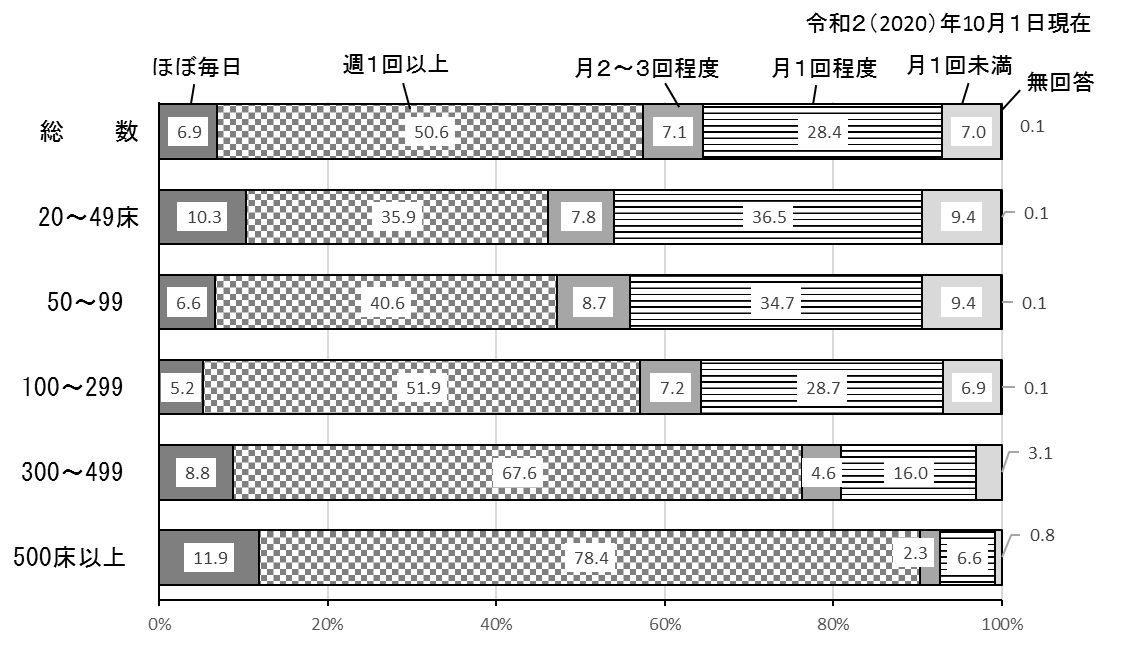 令和２（2020）年10月１日現在
ほぼ毎日 週１回以上 月２～３回程度 月１回程度 月１回未満 無回答
総　数 6.9 50.6 7.1 28.4 7.0 0.1
20～49床 10.3 35.9 7.8 36.5 9.4 0.1
50～99 6.6 40.6 8.7 34.7 9.4 0.1
100～299 5.2 51.9 7.2 28.7 6.9 0.1
300～499 8.8 67.6 4.6 16.0 3.1
500床以上 11.9 78.4 2.3 6.6 0.8
0% 20% 40% 60% 80% 100%